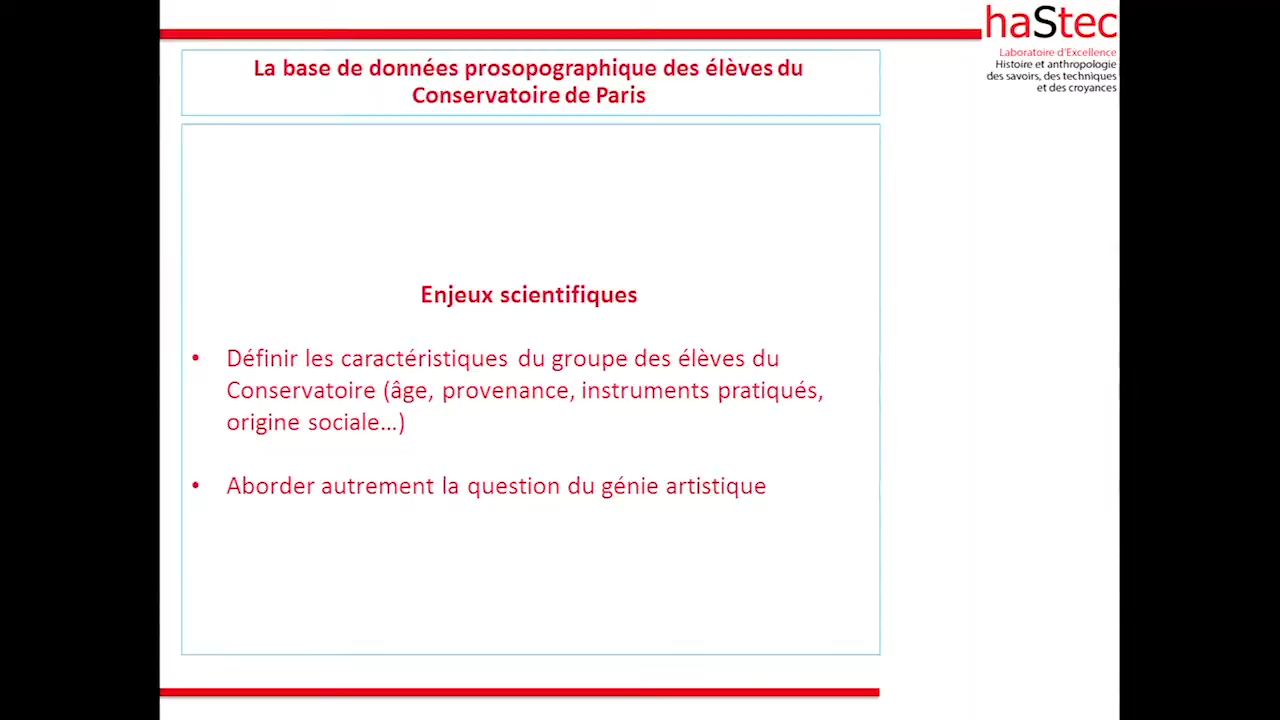 haStec
Laboratoire d'Excellence
Histoire et anthropologie
des savoirs, des techniques
et des croyances
La base de données prosopographique des élèves du
Conservatoire de Paris
Enjeux scientifiques
• Définir les caractéristiques du groupe des élèves du
Conservatoire (âge, provenance, instruments pratiqués,
origine sociale…)
• Aborder autrement la question du génie artistique